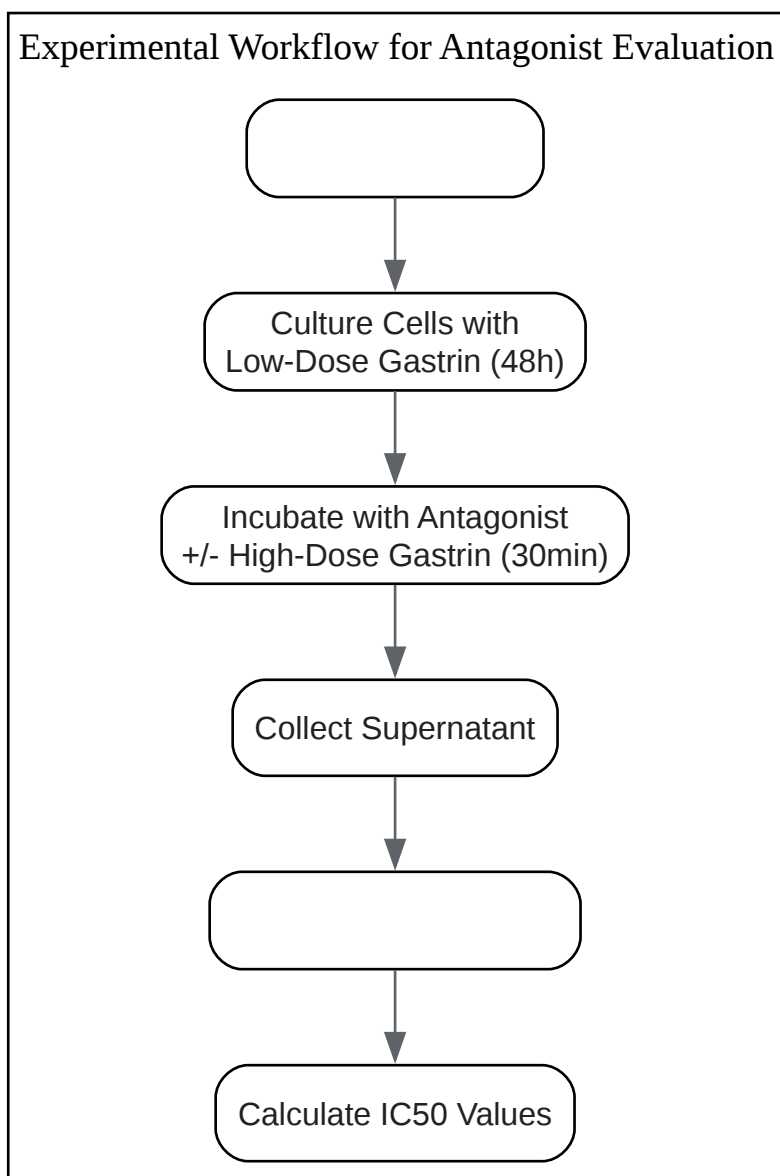 Experimental Workflow for Antagonist Evaluation
Culture Cells with
Low-Dose Gastrin (48h)
Incubate with Antagonist
+/- High-Dose Gastrin (30min)
Collect Supernatant
Calculate IC50 Values